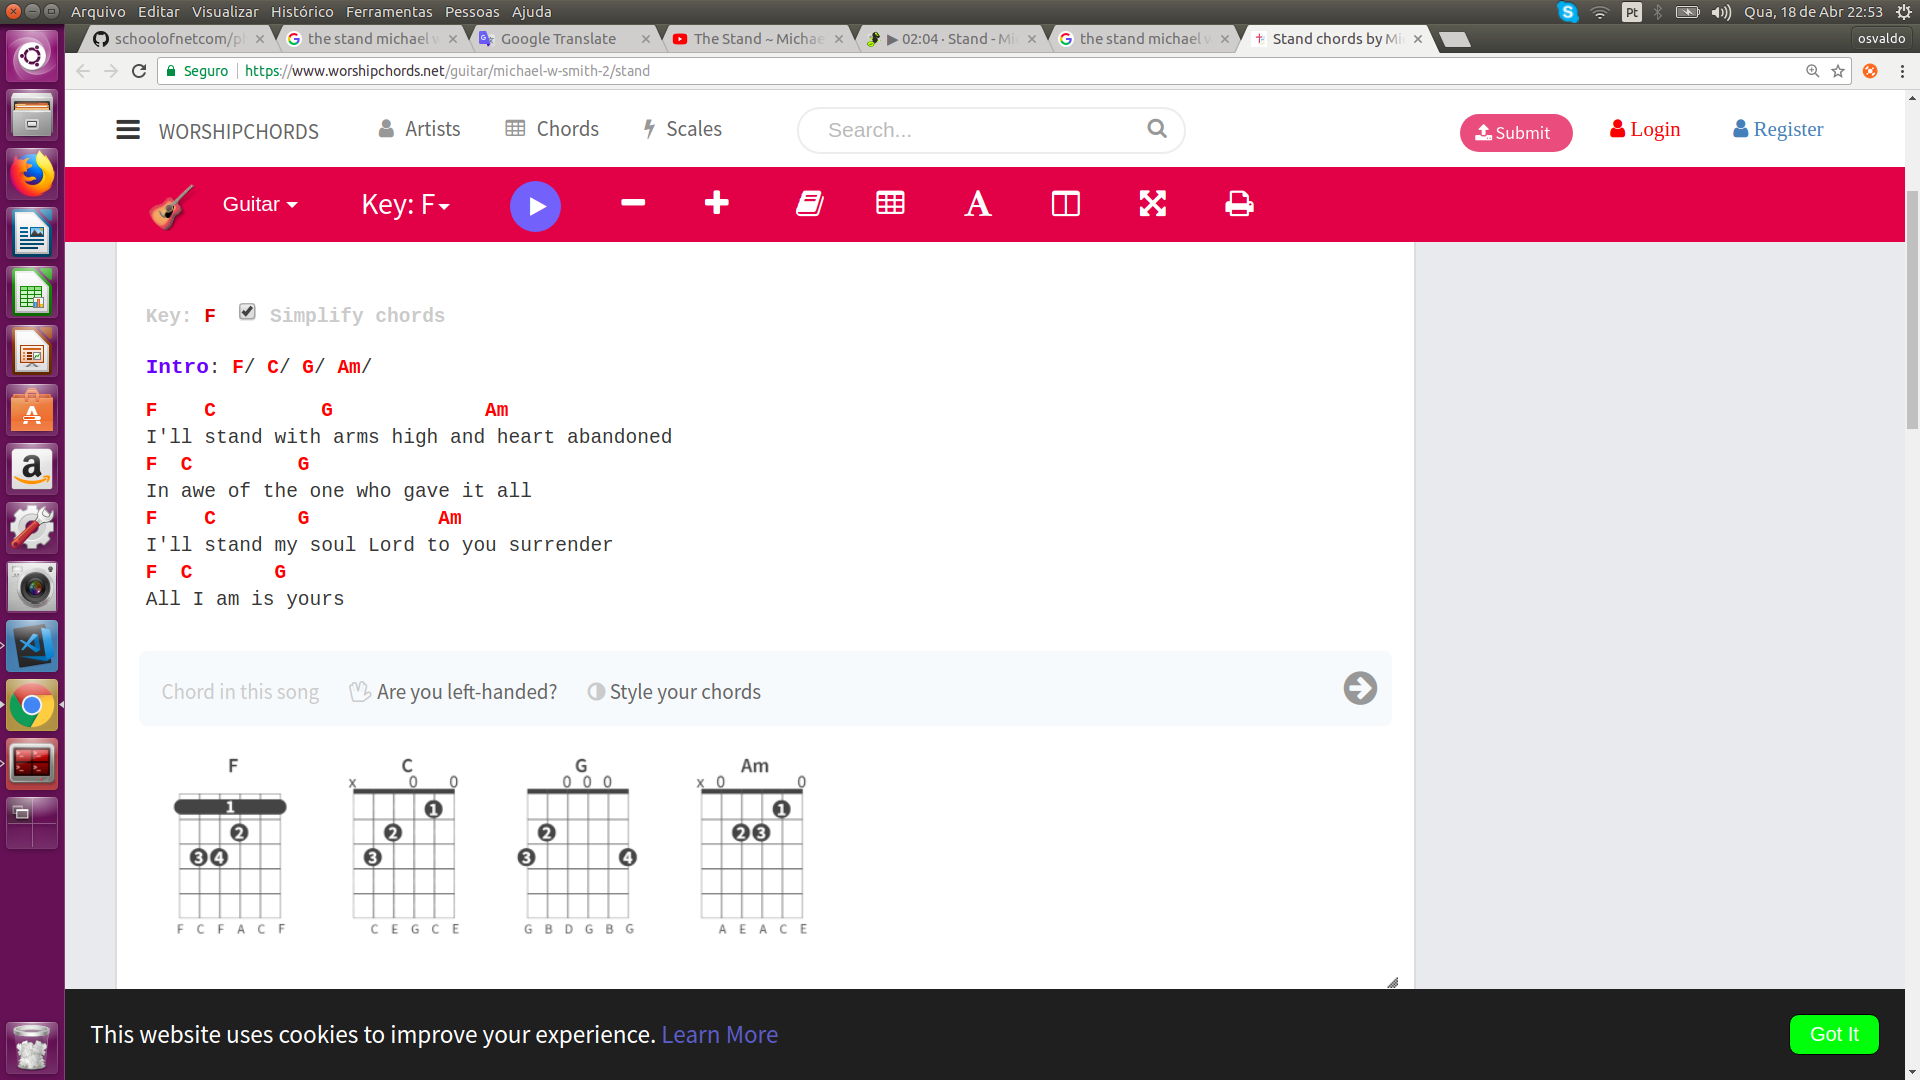 Arquivo Editar Visualizar Histórico Ferramentas Pessoas Ajuda
Pt
Qua, 18 de Abr 22:53
schoolofnetcom/ph
the stand michael w
Google Translate
The Stand ~ Michae
▶ 02:04 · Stand - Mi
the stand michael w
Stand chords by Mi
osvaldo
Seguro
https://www.worshipchords.net/guitar/michael-w-smith-2/stand
WORSHIPCHORDS
Artists
Chords
Scales
Search...
Submit
Login
Register
Guitar
Key: F
A
Key: F Simplify chords
Intro: F/ C/ G/ Am/
F C G Am
I'll stand with arms high and heart abandoned
F C G
In awe of the one who gave it all
F C G Am
I'll stand my soul Lord to you surrender
F C G
All I am is yours
Chord in this song
Are you left-handed?
Style your chords
F C G Am
x 0 0
0 0 0
x 0 0
1
2
3 4
1
2
3
2
3 4
1
2 3
F C F A C F
C E G C E
G B D G B G
A E A C E
This website uses cookies to improve your experience. Learn More
Got It